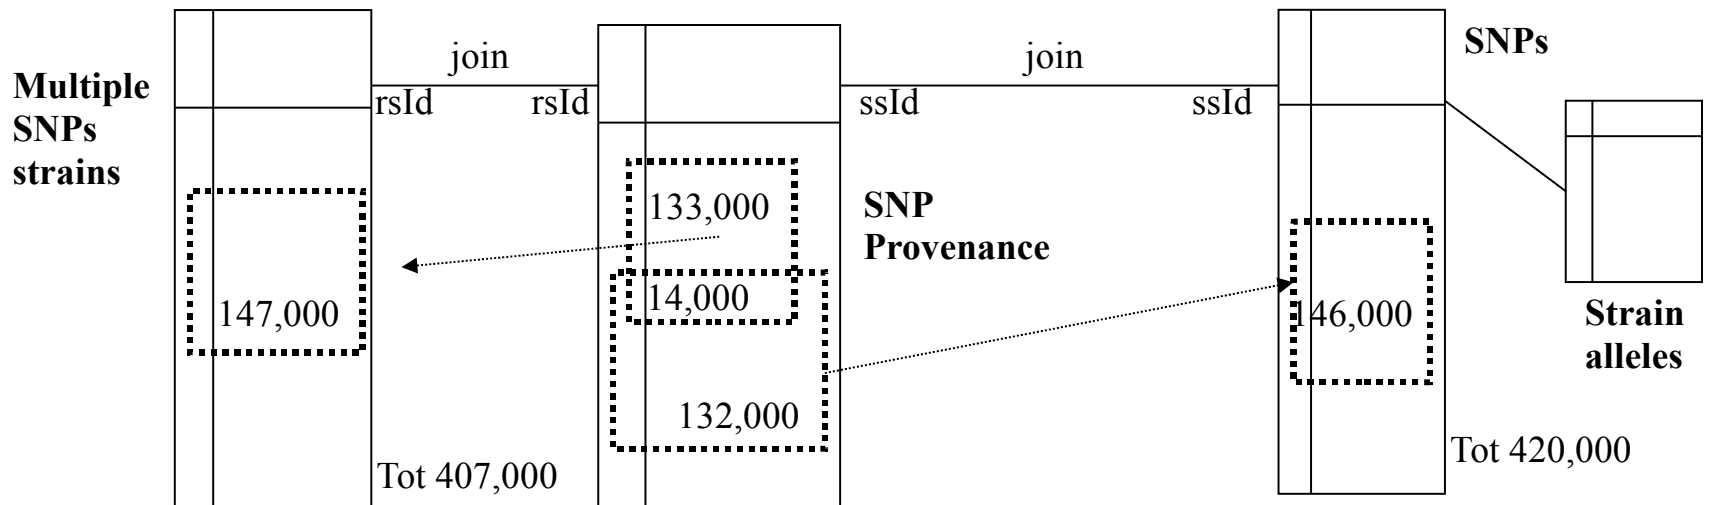 Multiple
SNPs
strains
join
rsId
rsId
join
ssId
ssId
SNPs
133,000
14,000
132,000
SNP
Provenance
147,000
146,000
Strain
alleles
Tot 407,000
Tot 420,000